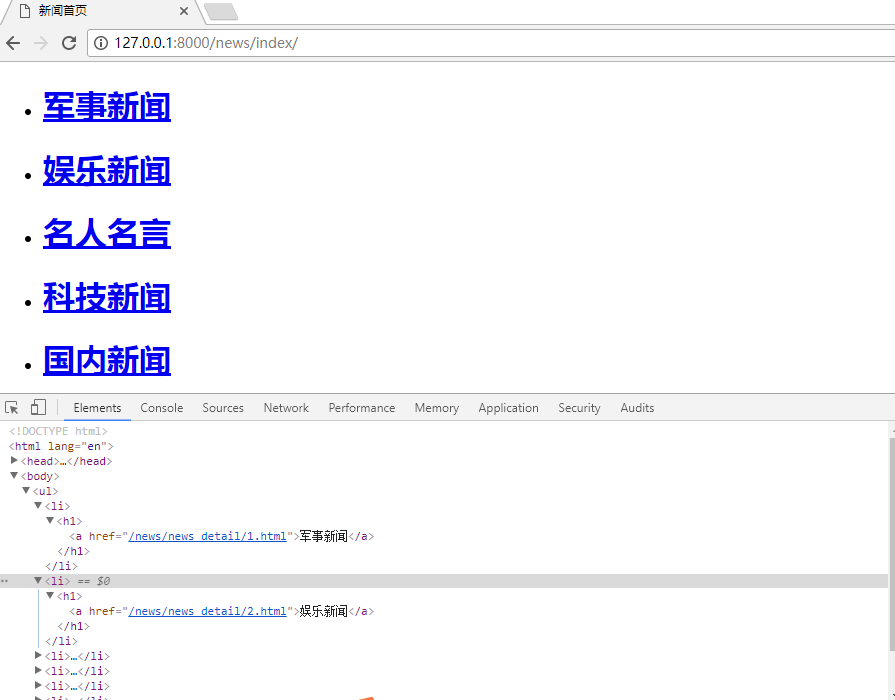 新闻首页
127.0.0.1:8000/news/index/
军事新闻
娱乐新闻
名人名言
科技新闻
国内新闻
Elements Console Sources Network Performance Memory Application Security Audits
<!DOCTYPE html>
<html lang="en">
<head>…</head>
<body>
<ul>
<li>
<h1>
<a href="/news/news_detail/1.html">军事新闻</a>
</h1>
</li>
<li> == $0
<h1>
<a href="/news/news_detail/2.html">娱乐新闻</a>
</h1>
</li>
<li>…</li>
<li>…</li>
<li>…</li>